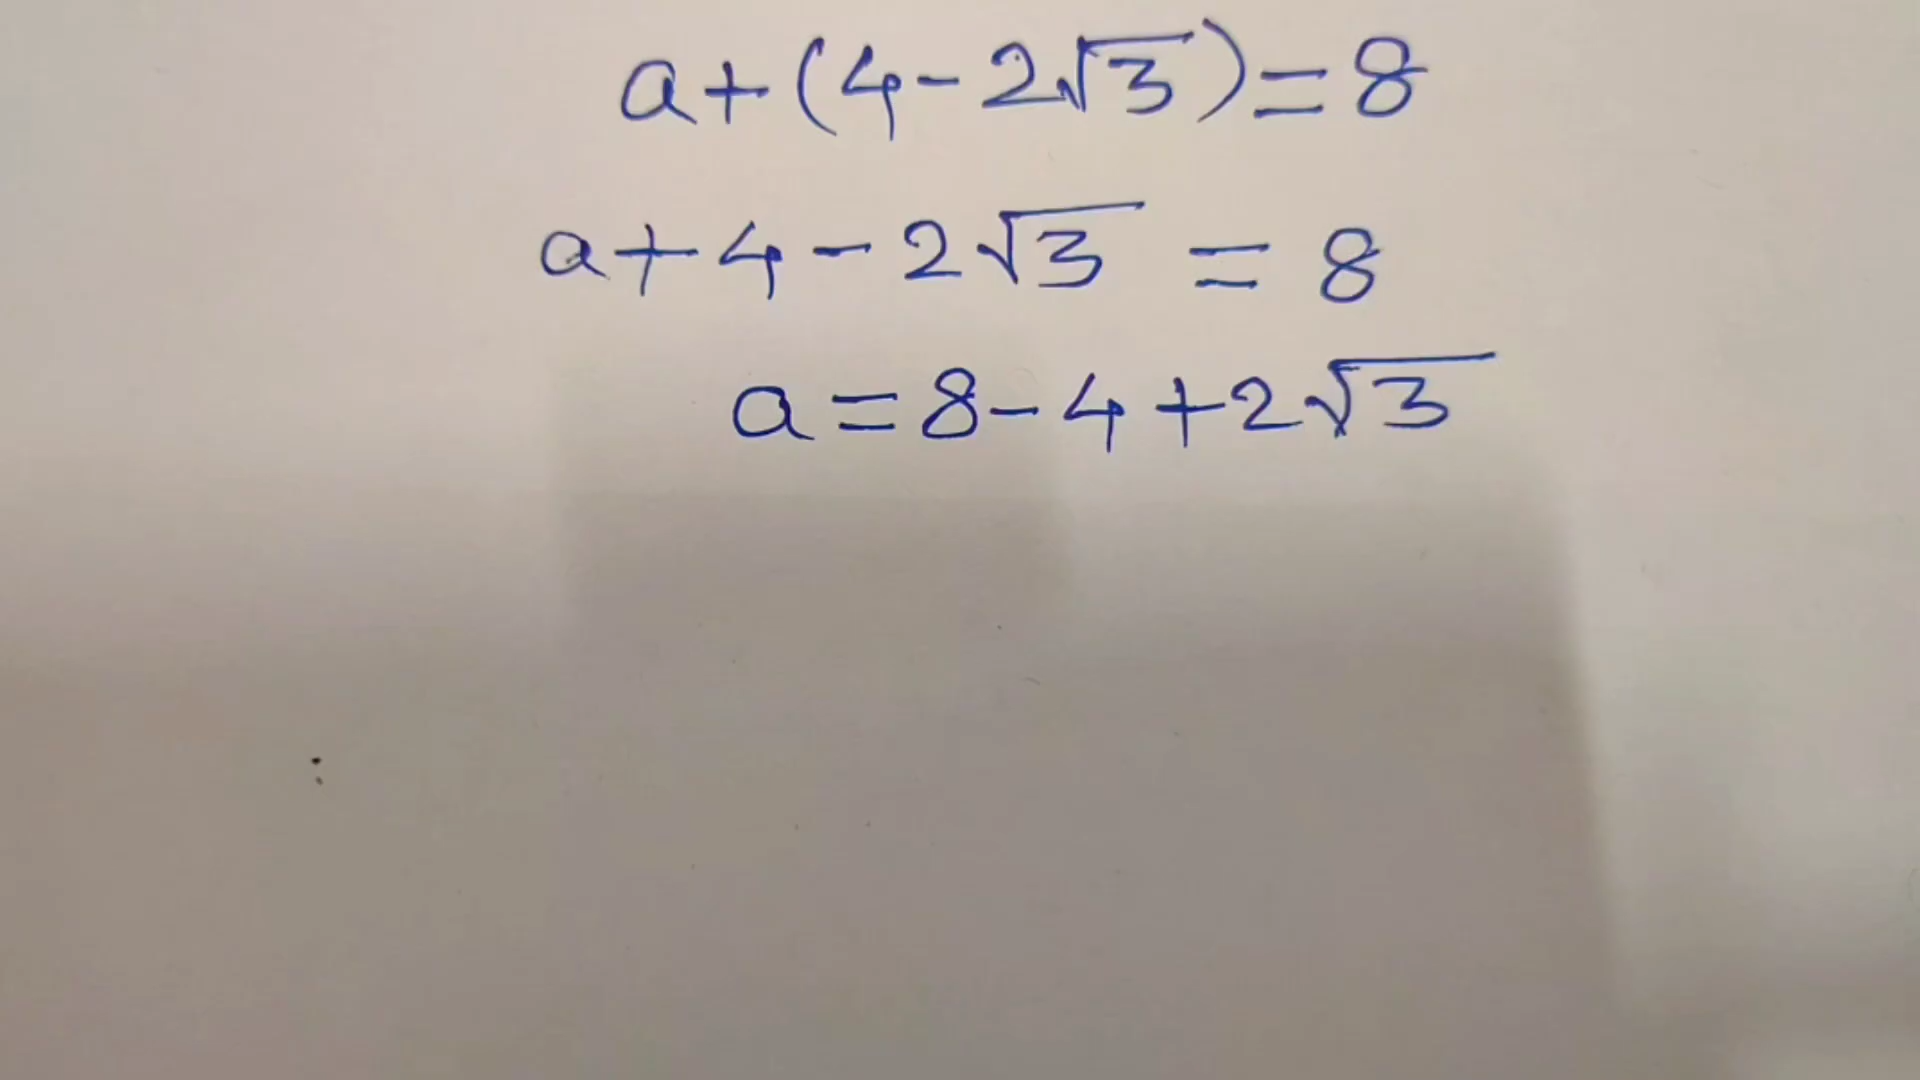 a+(4-2√3)=8
a+4-2√3 = 8
a=8-4+2√3